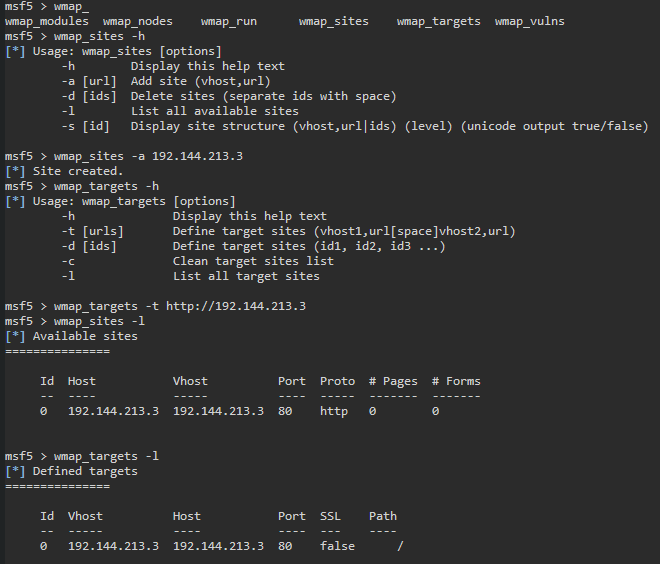 msf5 > wmap_
wmap_modules  wmap_nodes    wmap_run      wmap_sites    wmap_targets  wmap_vulns
msf5 > wmap_sites -h
[*] Usage: wmap_sites [options]
        -h        Display this help text
        -a [url]  Add site (vhost,url)
        -d [ids]  Delete sites (separate ids with space)
        -l        List all available sites
        -s [id]   Display site structure (vhost,url|ids) (level) (unicode output true/false)
msf5 > wmap_sites -a 192.144.213.3
[*] Site created.
msf5 > wmap_targets -h
[*] Usage: wmap_targets [options]
        -h              Display this help text
        -t [urls]       Define target sites (vhost1,url[space]vhost2,url)
        -d [ids]        Define target sites (id1, id2, id3 ...)
        -c              Clean target sites list
        -l              List all target sites
msf5 > wmap_targets -t http://192.144.213.3
msf5 > wmap_sites -l
[*] Available sites
===============
     Id  Host           Vhost          Port  Proto  # Pages  # Forms
     --  ----           -----          ----  -----  -------  -------
     0   192.144.213.3  192.144.213.3  80    http   0        0
msf5 > wmap_targets -l
[*] Defined targets
===============
     Id  Vhost          Host           Port  SSL    Path
     --  -----          ----           ----  ---    ----
     0   192.144.213.3  192.144.213.3  80    false      /